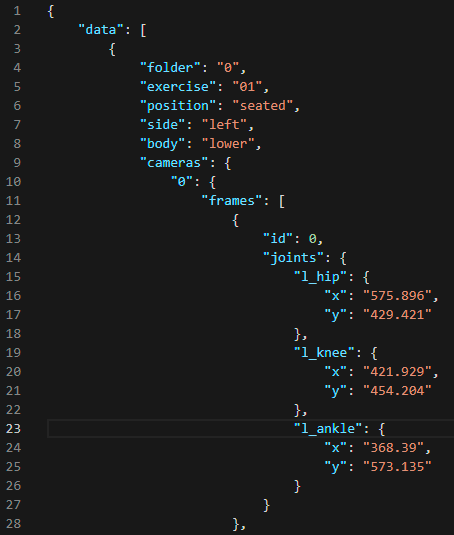 1 {
2     "data": [
3         {
4             "folder": "0",
5             "exercise": "01",
6             "position": "seated",
7             "side": "left",
8             "body": "lower",
9             "cameras": {
10                 "0": {
11                     "frames": [
12                         {
13                             "id": 0,
14                             "joints": {
15                                 "l_hip": {
16                                     "x": "575.896",
17                                     "y": "429.421"
18                                 },
19                                 "l_knee": {
20                                     "x": "421.929",
21                                     "y": "454.204"
22                                 },
23                                 "l_ankle": {
24                                     "x": "368.39",
25                                     "y": "573.135"
26                                 }
27                             }
28                         },